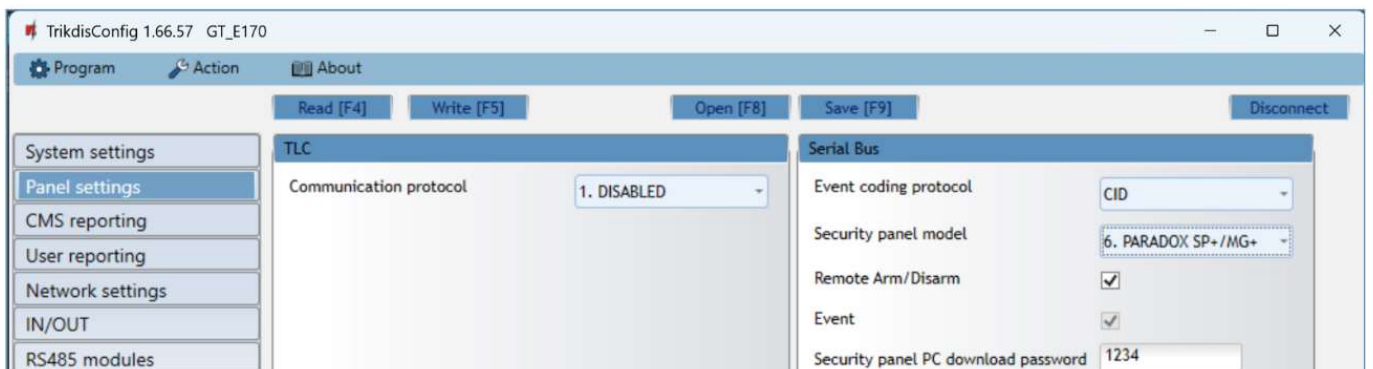 TrikdisConfig 1.66.57 GT_E170
Program Action About
Read [F4] Write [F5] Open [F8] Save [F9] Disconnect
System settings
Panel settings
CMS reporting
User reporting
Network settings
IN/OUT
RS485 modules
TLC
Communication protocol 1. DISABLED
Serial Bus
Event coding protocol CID
Security panel model 6. PARADOX SP+/MG+
Remote Arm/Disarm
Event
Security panel PC download password 1234